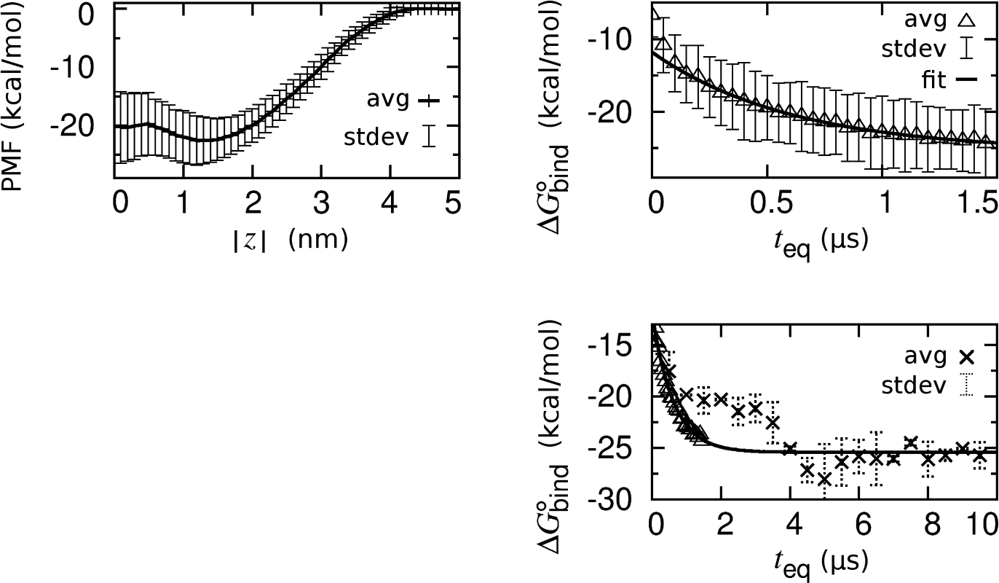 PMF (kcal/mol)
0
-10
-20
avg
stdev
0 1 2 3 4 5
|z| (nm)
ΔG°bind (kcal/mol)
-10
-20
avg
stdev
fit
0 0.5 1 1.5
teq (μs)
ΔG°bind (kcal/mol)
-15
-20
-25
-30
avg
stdev
0 2 4 6 8 10
teq (μs)